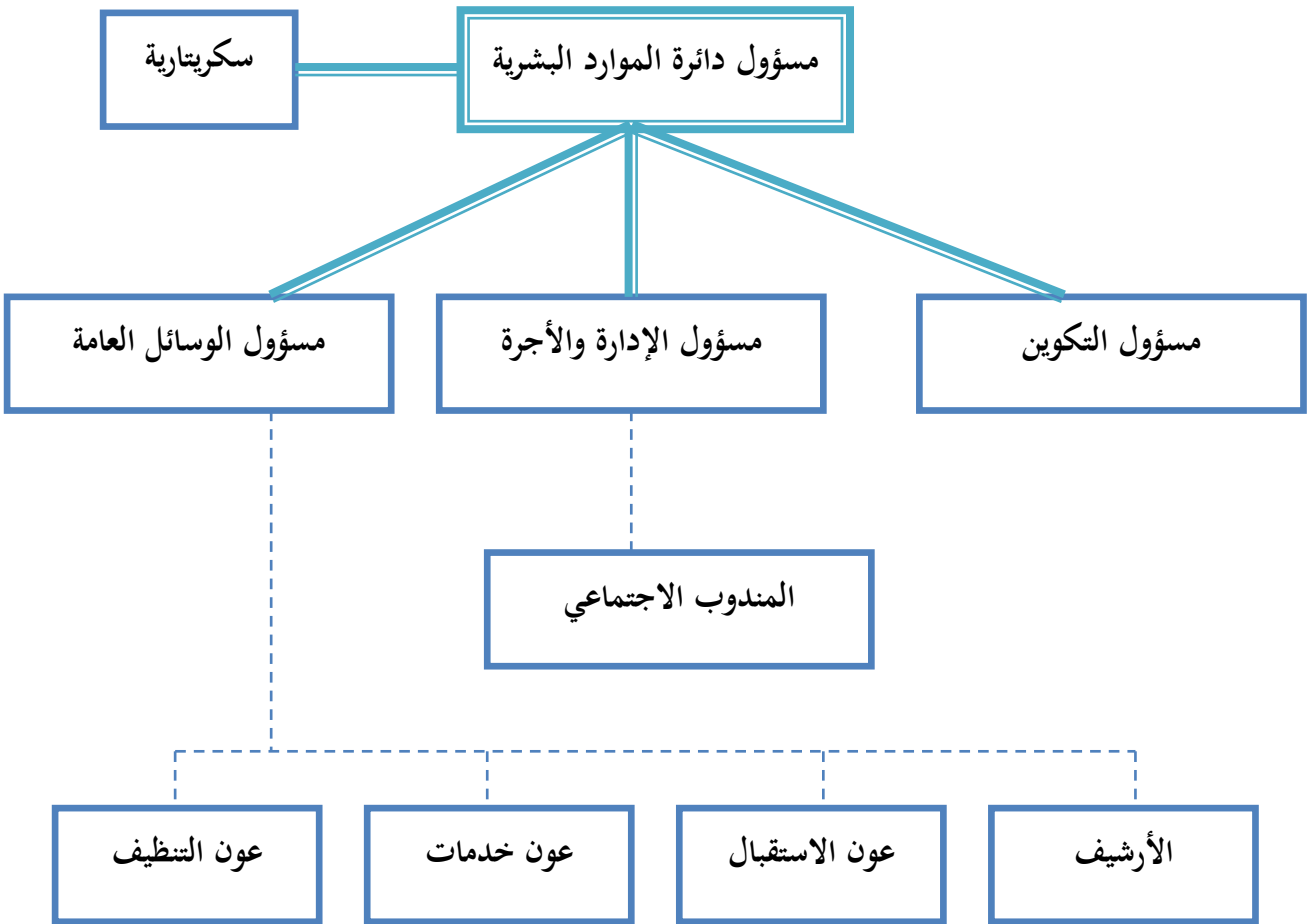 مسؤول دائرة الموارد البشرية
سكريتارية
مسؤول التكوين
مسؤول الإدارة والأجرة
مسؤول الوسائل العامة
المندوب الاجتماعي
الأرشيف
عون الاستقبال
عون خدمات
عون التنظيف